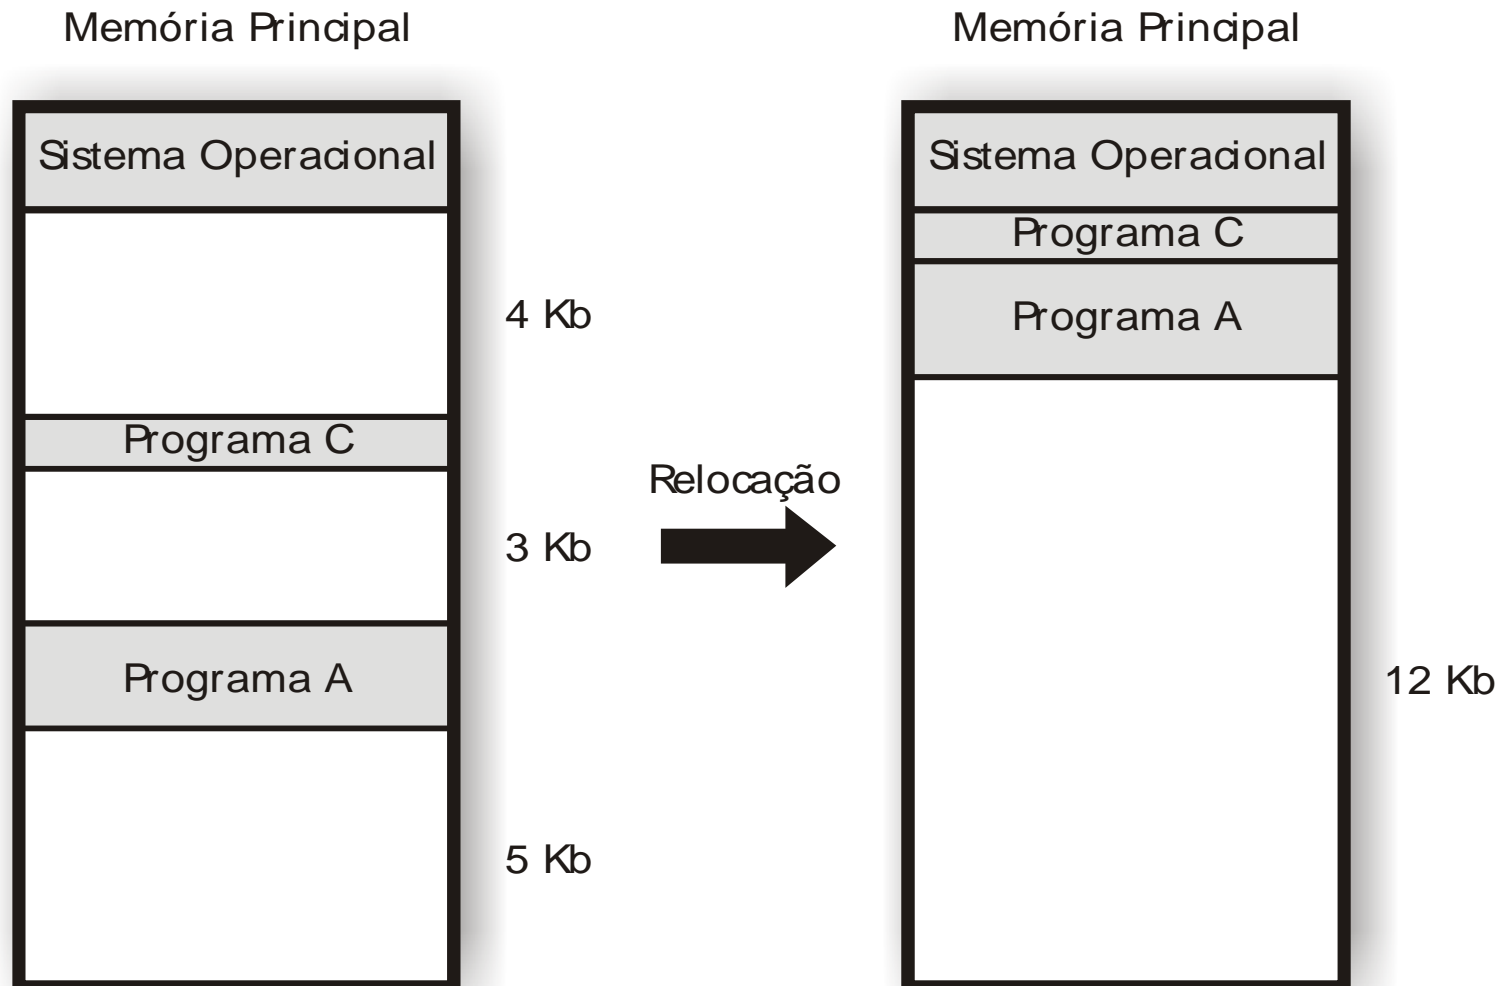 Memória Principal
Sistema Operacional
4 Kb
Programa C
3 Kb
Programa A
5 Kb
Relocação
Memória Principal
Sistema Operacional
Programa C
Programa A
12 Kb